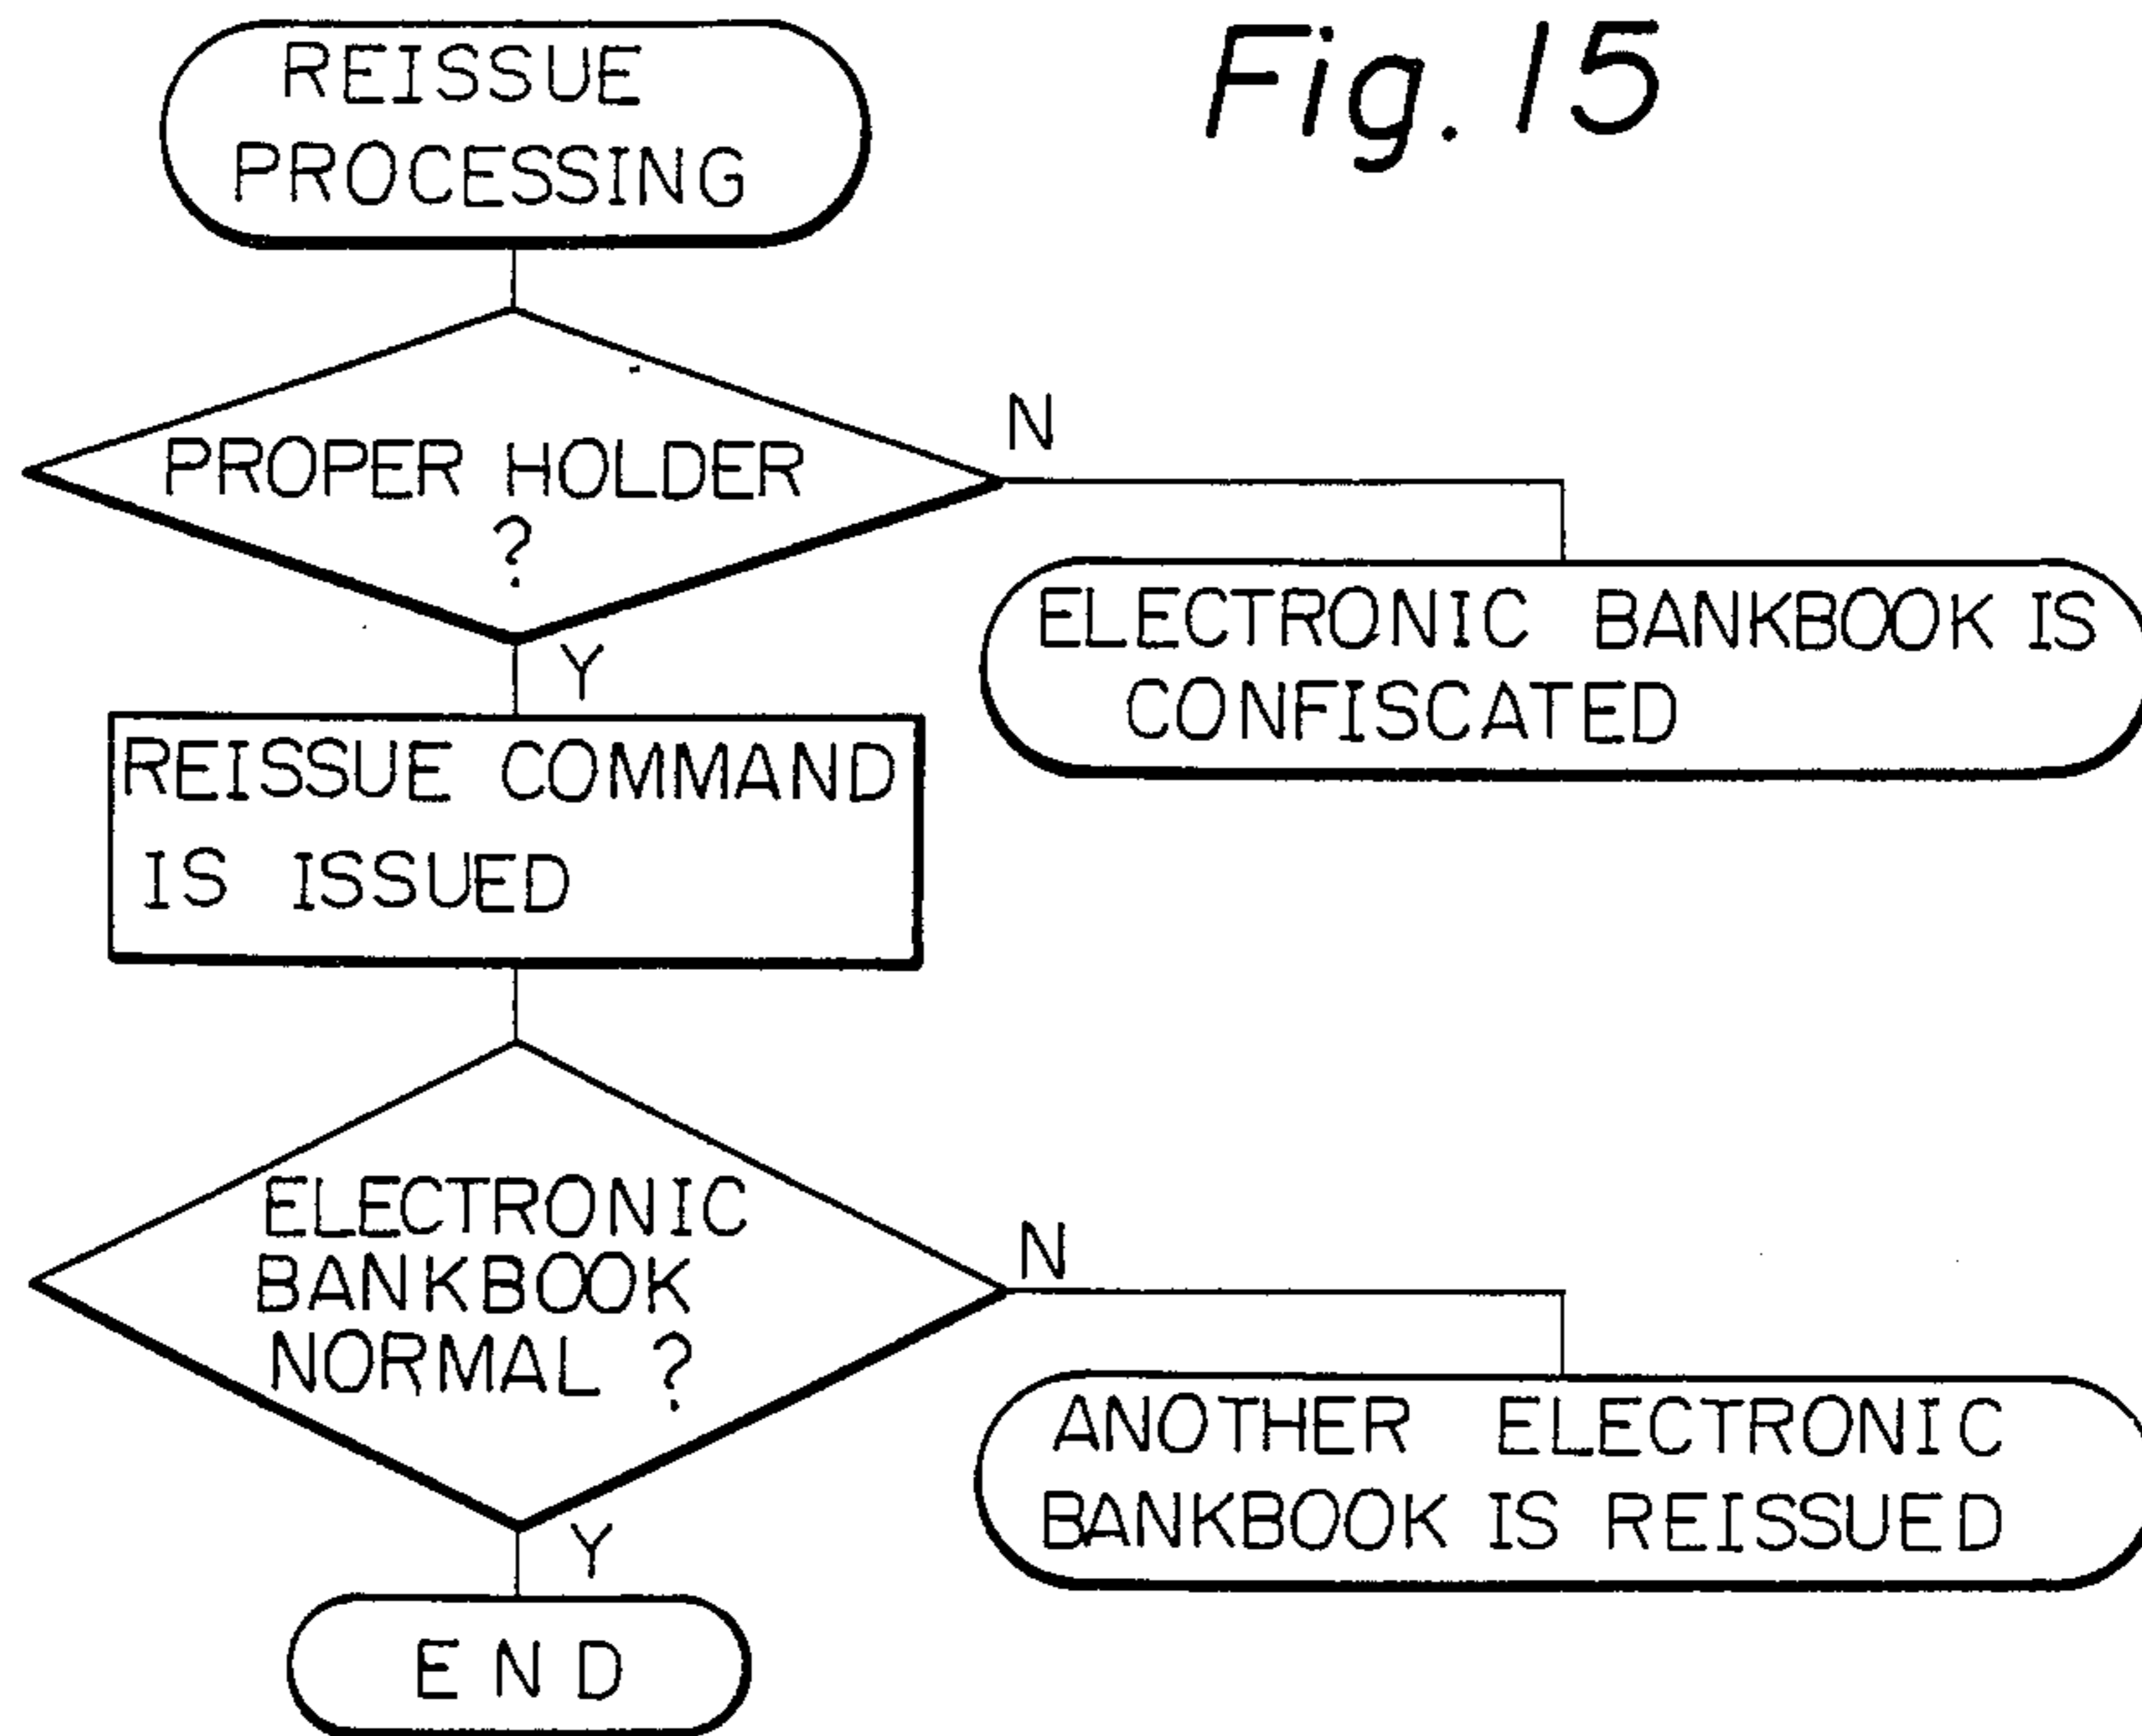 Fig. 15
REISSUE
PROCESSING
PROPER HOLDER
?
N
ELECTRONIC BANKBOOK IS
CONFISCATED
Y
REISSUE COMMAND
IS ISSUED
ELECTRONIC
BANKBOOK
NORMAL ?
N
ANOTHER ELECTRONIC
BANKBOOK IS REISSUED
Y
END